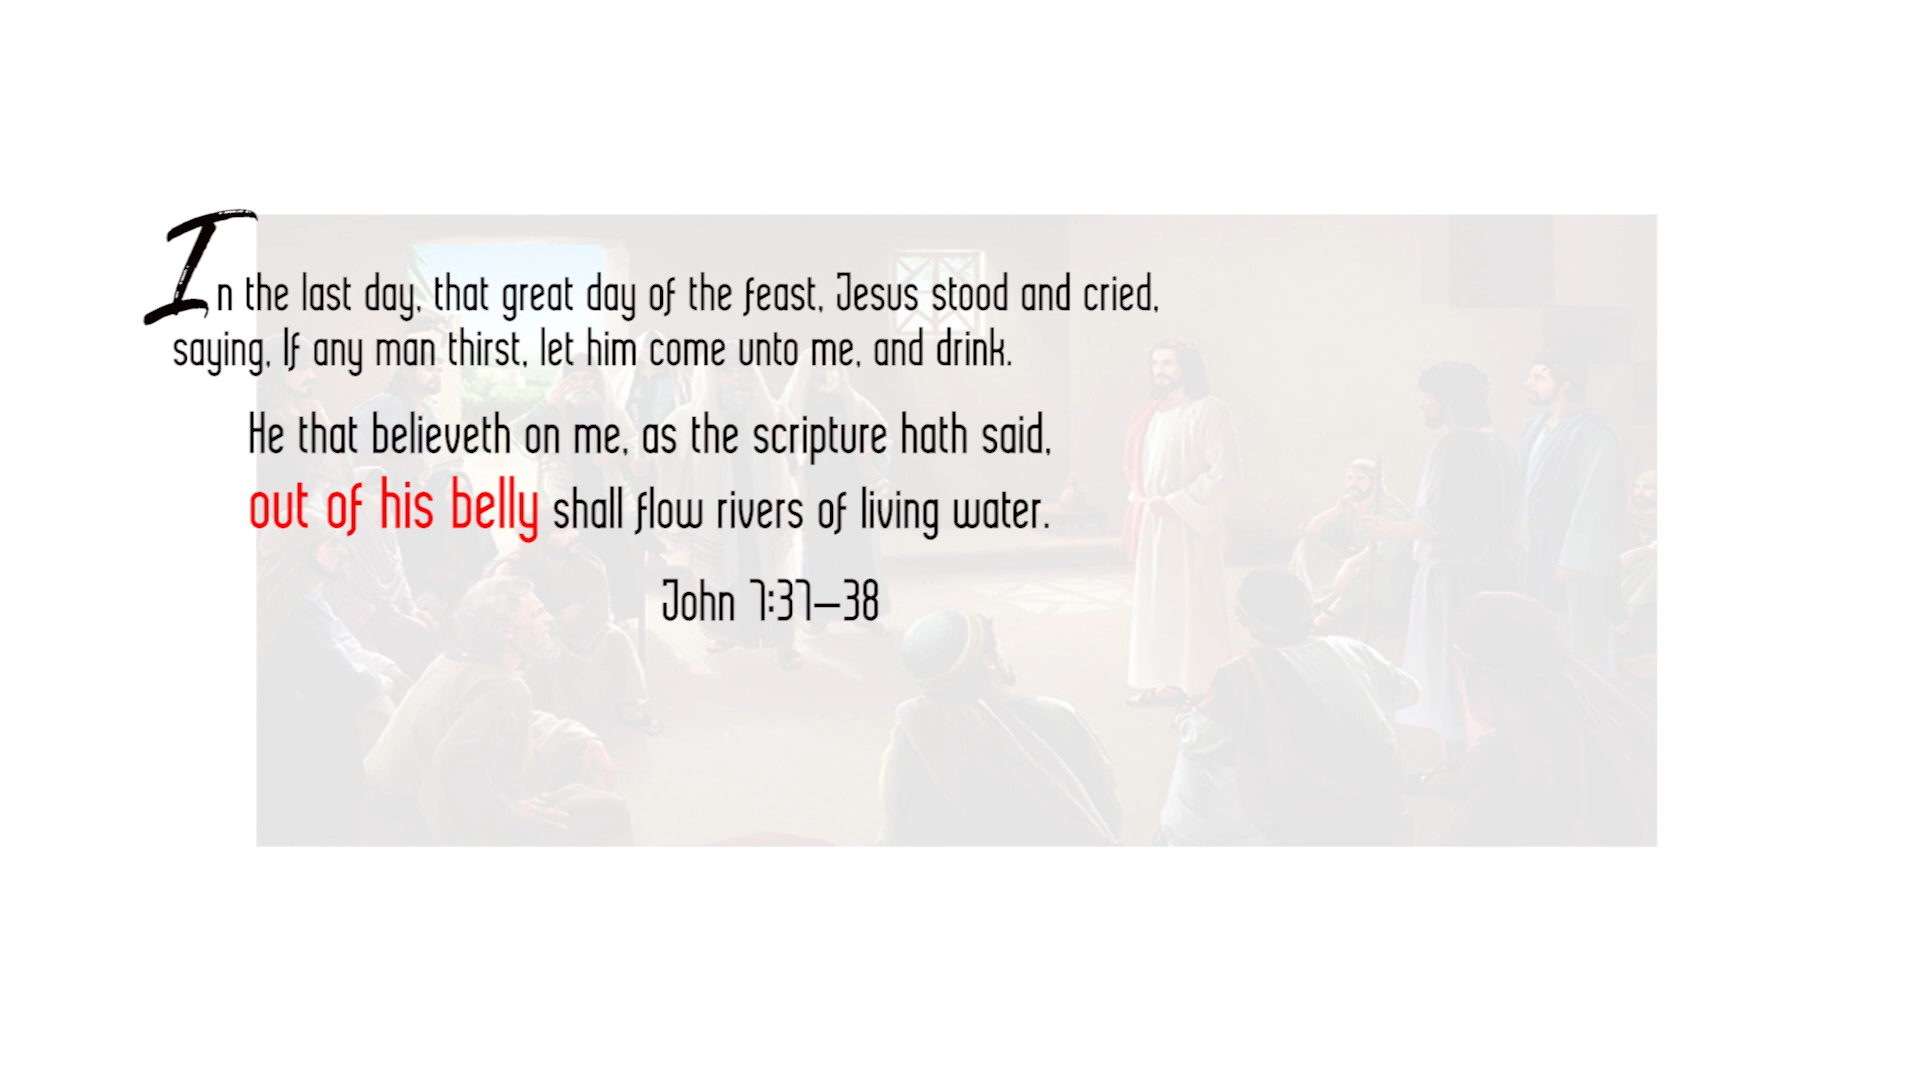 In the last day, that great day of the feast, Jesus stood and cried,
saying, If any man thirst, let him come unto me, and drink.
He that believeth on me, as the scripture hath said,
out of his belly shall flow rivers of living water.
John 7:37–38